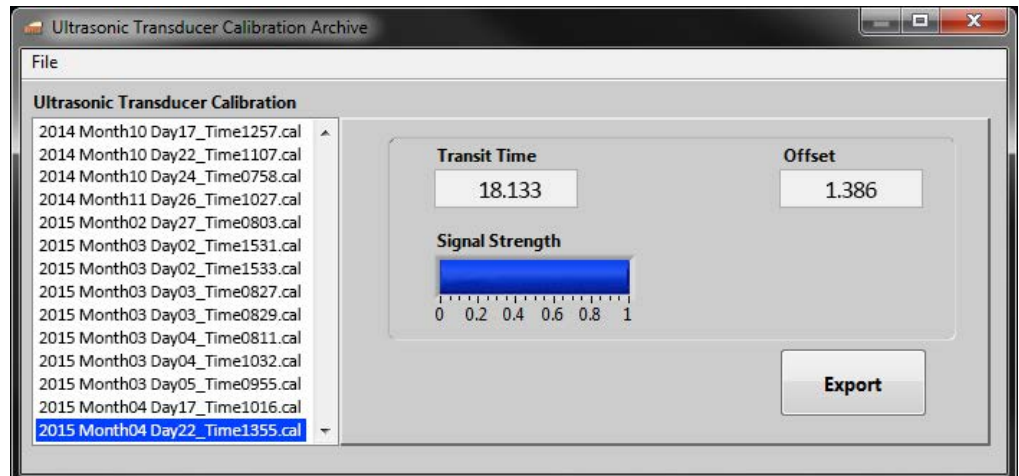 Ultrasonic Transducer Calibration Archive
File
Ultrasonic Transducer Calibration
2014 Month10 Day17_Time1257.cal
2014 Month10 Day22_Time1107.cal
2014 Month10 Day24_Time0758.cal
2014 Month11 Day26_Time1027.cal
2015 Month02 Day27_Time0803.cal
2015 Month03 Day02_Time1531.cal
2015 Month03 Day02_Time1533.cal
2015 Month03 Day03_Time0827.cal
2015 Month03 Day03_Time0829.cal
2015 Month03 Day04_Time0811.cal
2015 Month03 Day04_Time1032.cal
2015 Month03 Day05_Time0955.cal
2015 Month04 Day17_Time1016.cal
2015 Month04 Day22_Time1355.cal
Transit Time
18.133
Offset
1.386
Signal Strength
0 0.2 0.4 0.6 0.8 1
Export